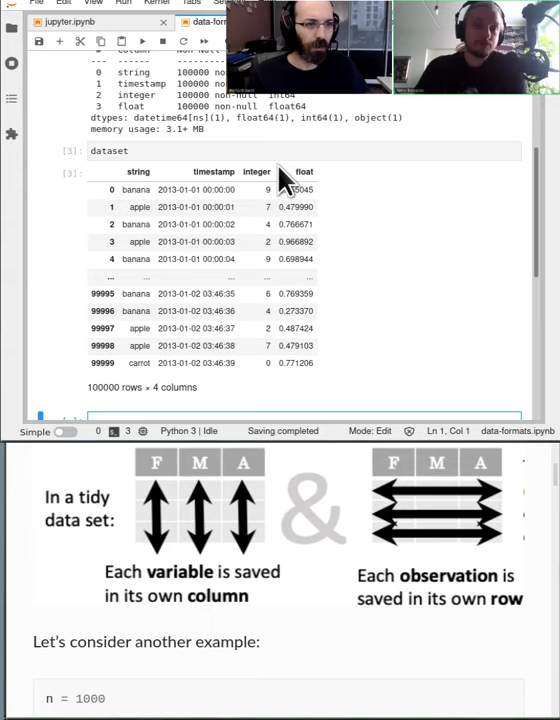 File Edit View Run Kernel Tabs
jupyter.ipynb
data-for
# Column Non-Null
--- ------ ---
0 string 100000 non
1 timestamp 100000 non
2 integer 100000 non-null int64
3 float 100000 non-null float64
dtypes: datetime64[ns](1), float64(1), int64(1), object(1)
memory usage: 3.1+ MB
[3]: dataset
[3]: string timestamp integer float
0 banana 2013-01-01 00:00:00 9 5045
1 apple 2013-01-01 00:00:01 7 0.479990
2 banana 2013-01-01 00:00:02 4 0.766671
3 apple 2013-01-01 00:00:03 2 0.966892
4 banana 2013-01-01 00:00:04 9 0.698944
... ... ... ... ...
99995 banana 2013-01-02 03:46:35 6 0.769359
99996 banana 2013-01-02 03:46:36 4 0.273370
99997 apple 2013-01-02 03:46:37 2 0.487424
99998 apple 2013-01-02 03:46:38 7 0.479103
99999 carrot 2013-01-02 03:46:39 0 0.771206
100000 rows × 4 columns
Simple 0 3 Python 3 | Idle Saving completed Mode: Edit Ln 1, Col 1 data-formats.ipynb
F M A F M A
In a tidy
data set:
&
Each variable is saved
in its own column
Each observation is
saved in its own row
Let's consider another example:
n = 1000